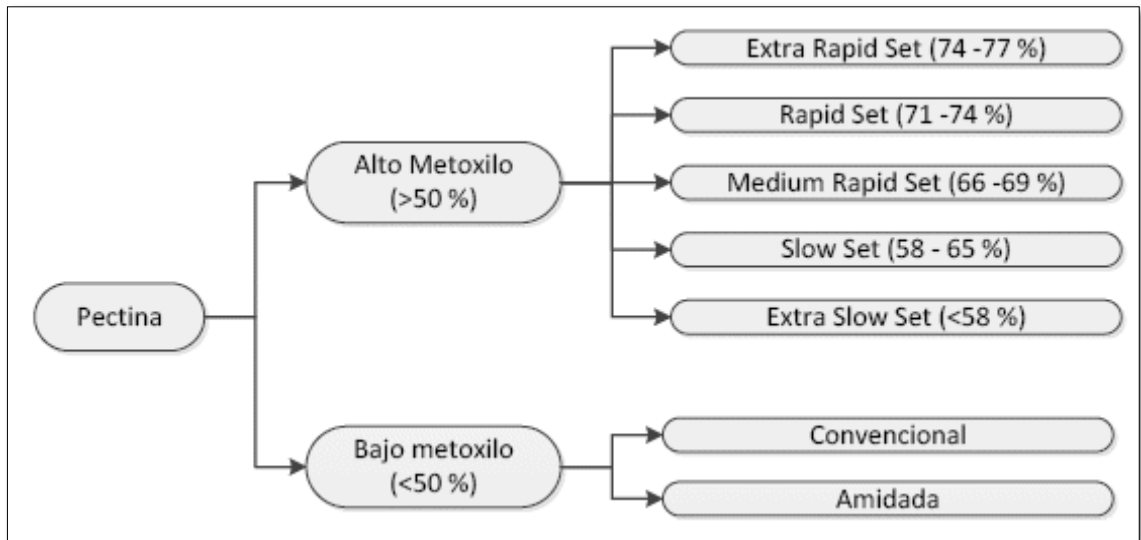 Pectina
Alto Metoxilo
(>50 %)
Extra Rapid Set (74 -77 %)
Rapid Set (71 -74 %)
Medium Rapid Set (66 -69 %)
Slow Set (58 - 65 %)
Extra Slow Set (<58 %)
Bajo metoxilo
(<50 %)
Convencional
Amidada